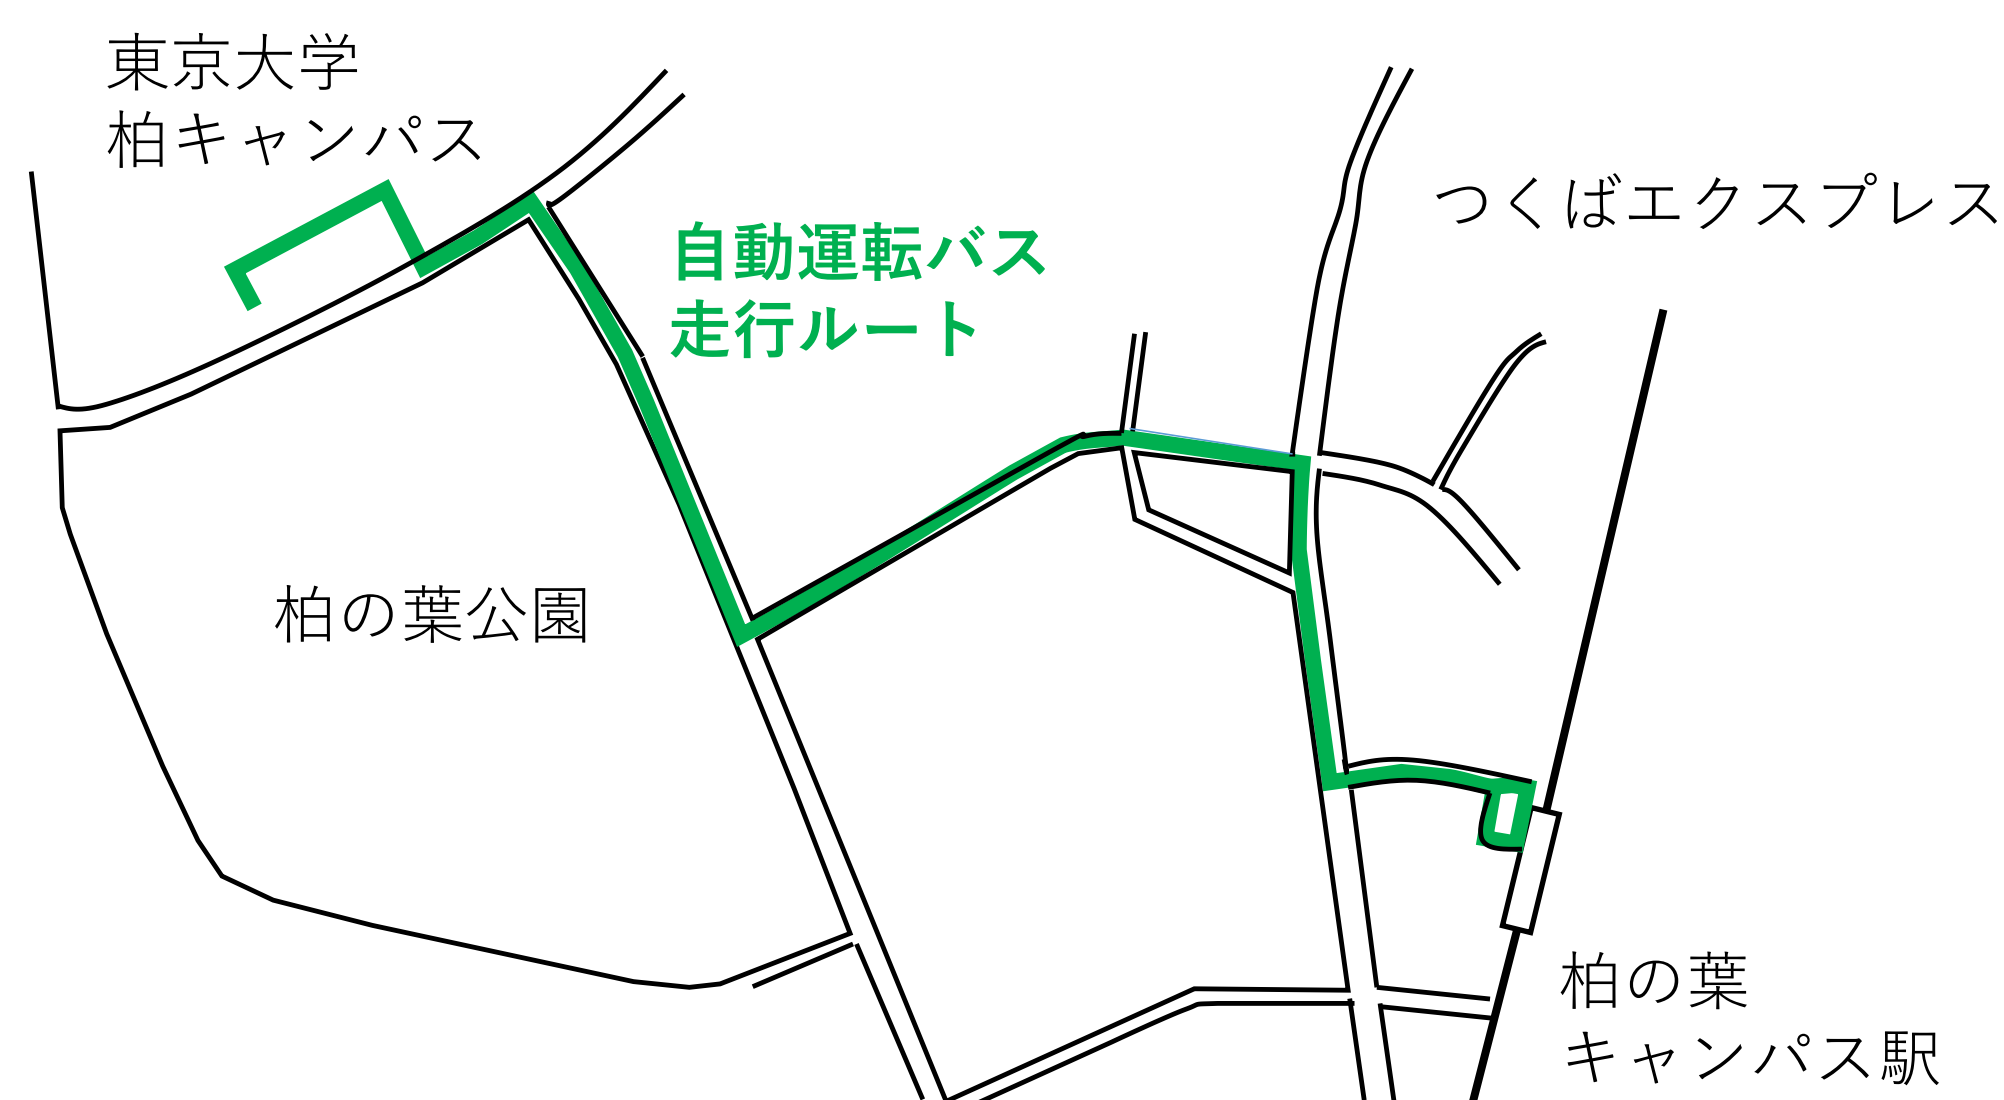 東京大学
柏キャンパス
つくばエクスプレス
自動運転バス
走行ルート
柏の葉公園
柏の葉
キャンパス駅